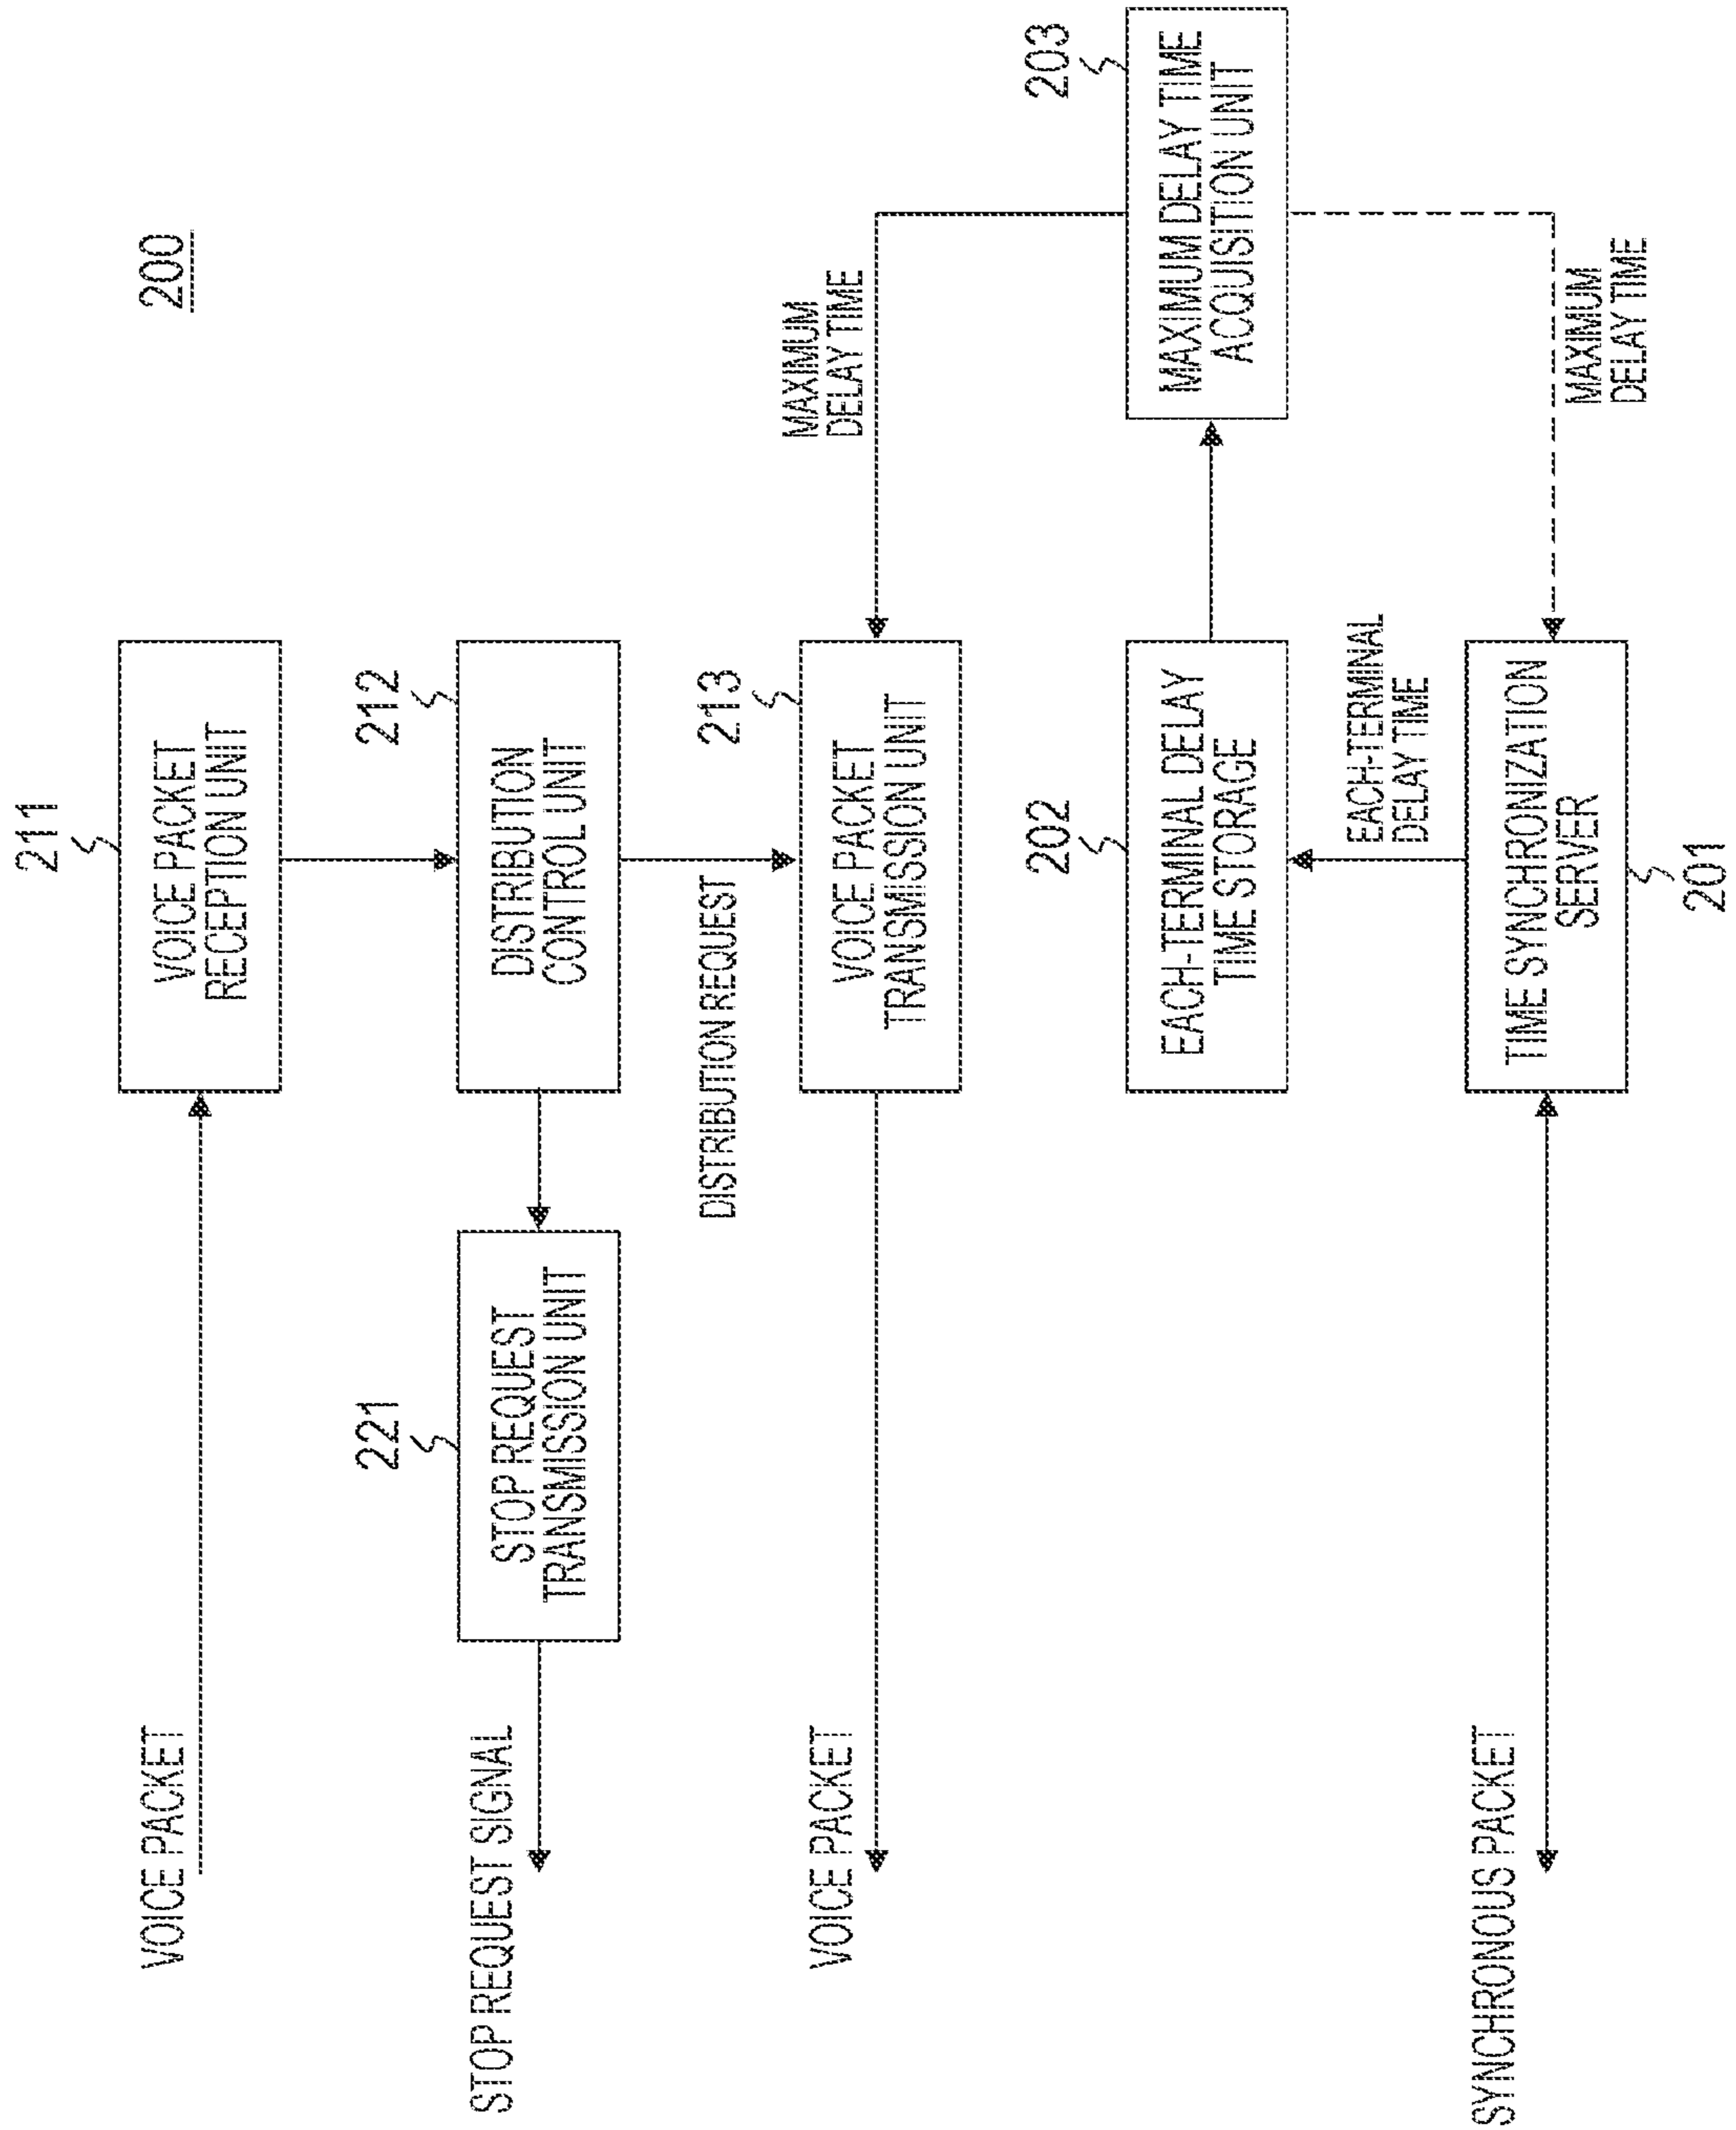 200
VOICE PACKET
211
VOICE PACKET
RECEPTION UNIT
STOP REQUEST SIGNAL
221
STOP REQUEST
TRANSMISSION UNIT
212
DISTRIBUTION
CONTROL UNIT
DISTRIBUTION REQUEST
VOICE PACKET
213
VOICE PACKET
TRANSMISSION UNIT
MAXIMUM
DELAY TIME
202
EACH-TERMINAL DELAY
TIME STORAGE
203
MAXIMUM DELAY TIME
ACQUISITION UNIT
EACH-TERMINAL
DELAY TIME
SYNCHRONOUS PACKET
TIME SYNCHRONIZATION
SERVER
201
MAXIMUM
DELAY TIME